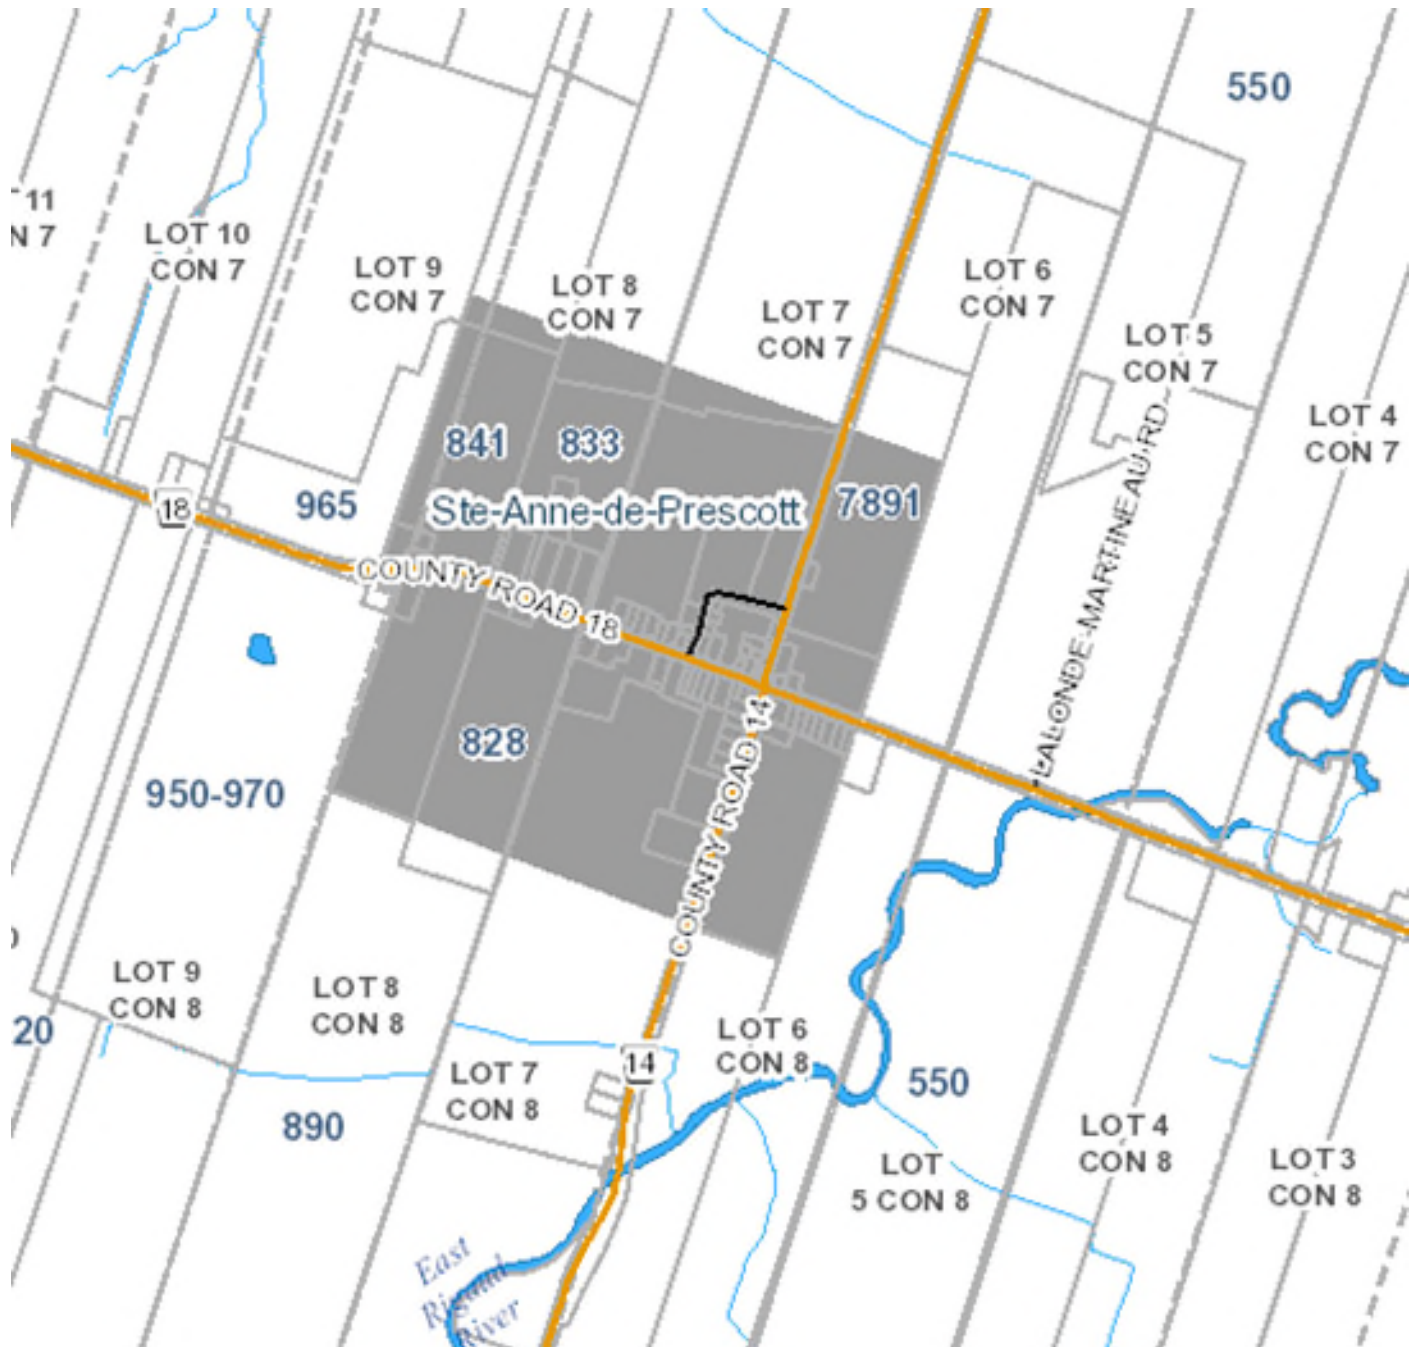 550
11
N 7
LOT 10
CON 7
LOT 9
CON 7
LOT 8
CON 7
LOT 7
CON 7
LOT 6
CON 7
LOT 5
CON 7
LOT 4
CON 7
841
833
965
Ste-Anne-de-Prescott
7891
18
COUNTY ROAD 18
LALONDE-MARTINEAU RD
828
COUNTY ROAD 14
950-970
20
LOT 9
CON 8
LOT 8
CON 8
LOT 6
CON 8
14
LOT 7
CON 8
550
890
LOT 4
CON 8
LOT
5 CON 8
LOT 3
CON 8
East
Rigaud
River